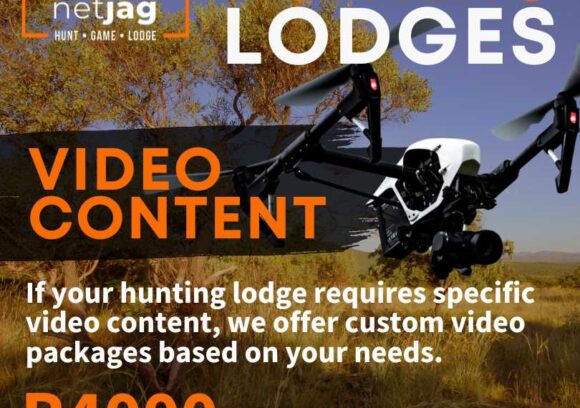 netjag
HUNT • GAME • LODGE
LODGES
VIDEO
CONTENT
If your hunting lodge requires specific
video content, we offer custom video
packages based on your needs.
R4000